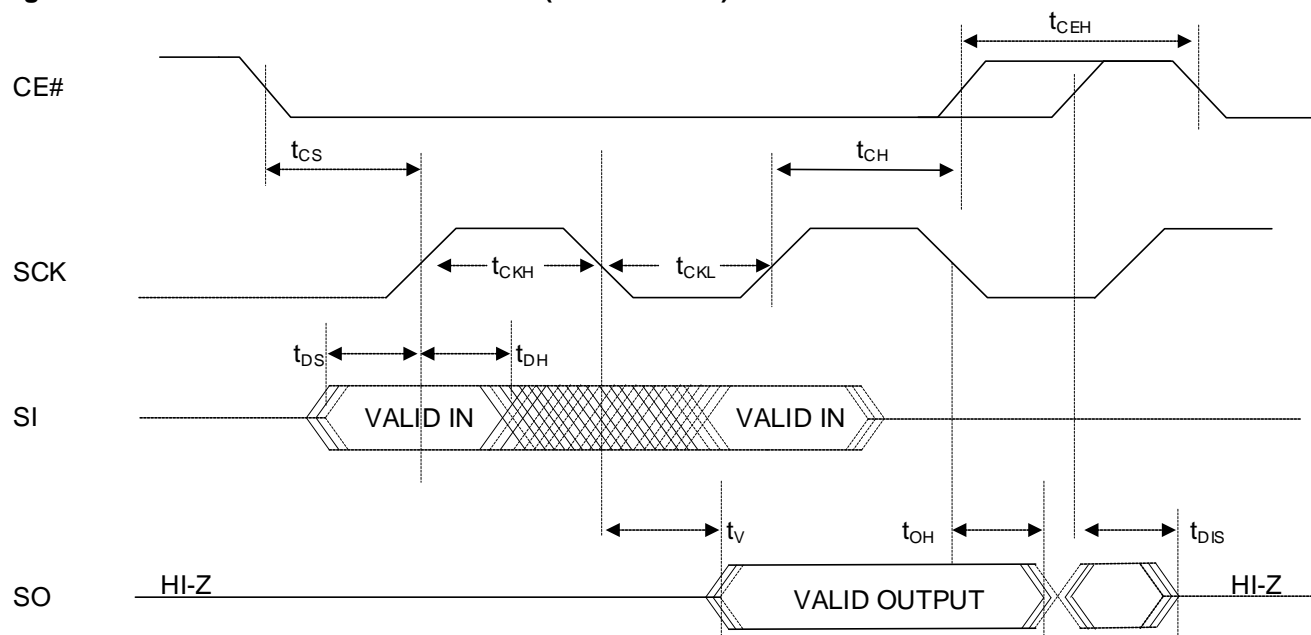 tCEH
CE#
tCS
tCH
SCK
tCKH
tCKL
tDS
tDH
SI
VALID IN
VALID IN
tV
tOH
tDIS
SO
HI-Z
VALID OUTPUT
HI-Z